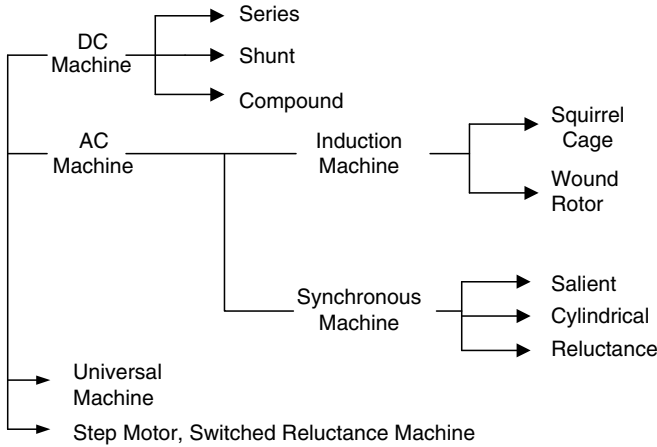 DC
Machine
Series
Shunt
Compound
AC
Machine
Induction
Machine
Squirrel
Cage
Wound
Rotor
Synchronous
Machine
Salient
Cylindrical
Reluctance
Universal
Machine
Step Motor, Switched Reluctance Machine